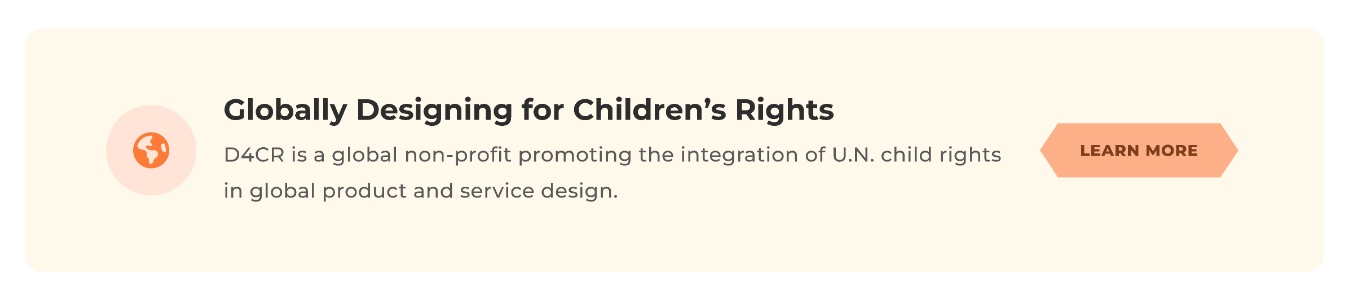 Globally Designing for Children’s Rights
D4CR is a global non-profit promoting the integration of U.N. child rights
in global product and service design.
LEARN MORE